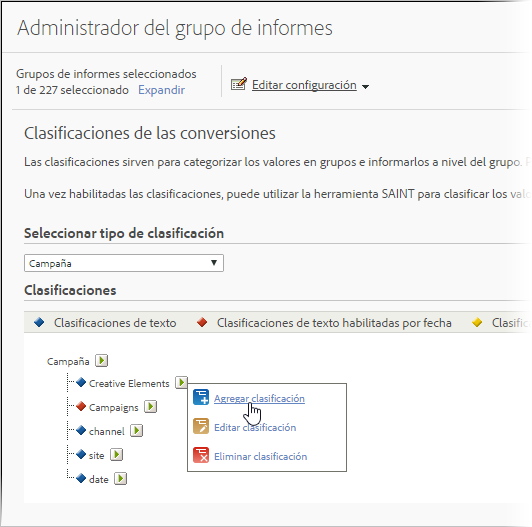 Administrador del grupo de informes
Grupos de informes seleccionados
1 de 227 seleccionado Expandir
Editar configuración
Clasificaciones de las conversiones
Las clasificaciones sirven para categorizar los valores en grupos e informarlos a nivel del grupo.
Una vez habilitadas las clasificaciones, puede utilizar la herramienta SAINT para clasificar los
Seleccionar tipo de clasificación
Campaña
Clasificaciones
Clasificaciones de texto Clasificaciones de texto habilitadas por fecha
Campaña
Creative Elements
Agregar clasificación
Campaigns
channel
Editar clasificación
site
Eliminar clasificación
date